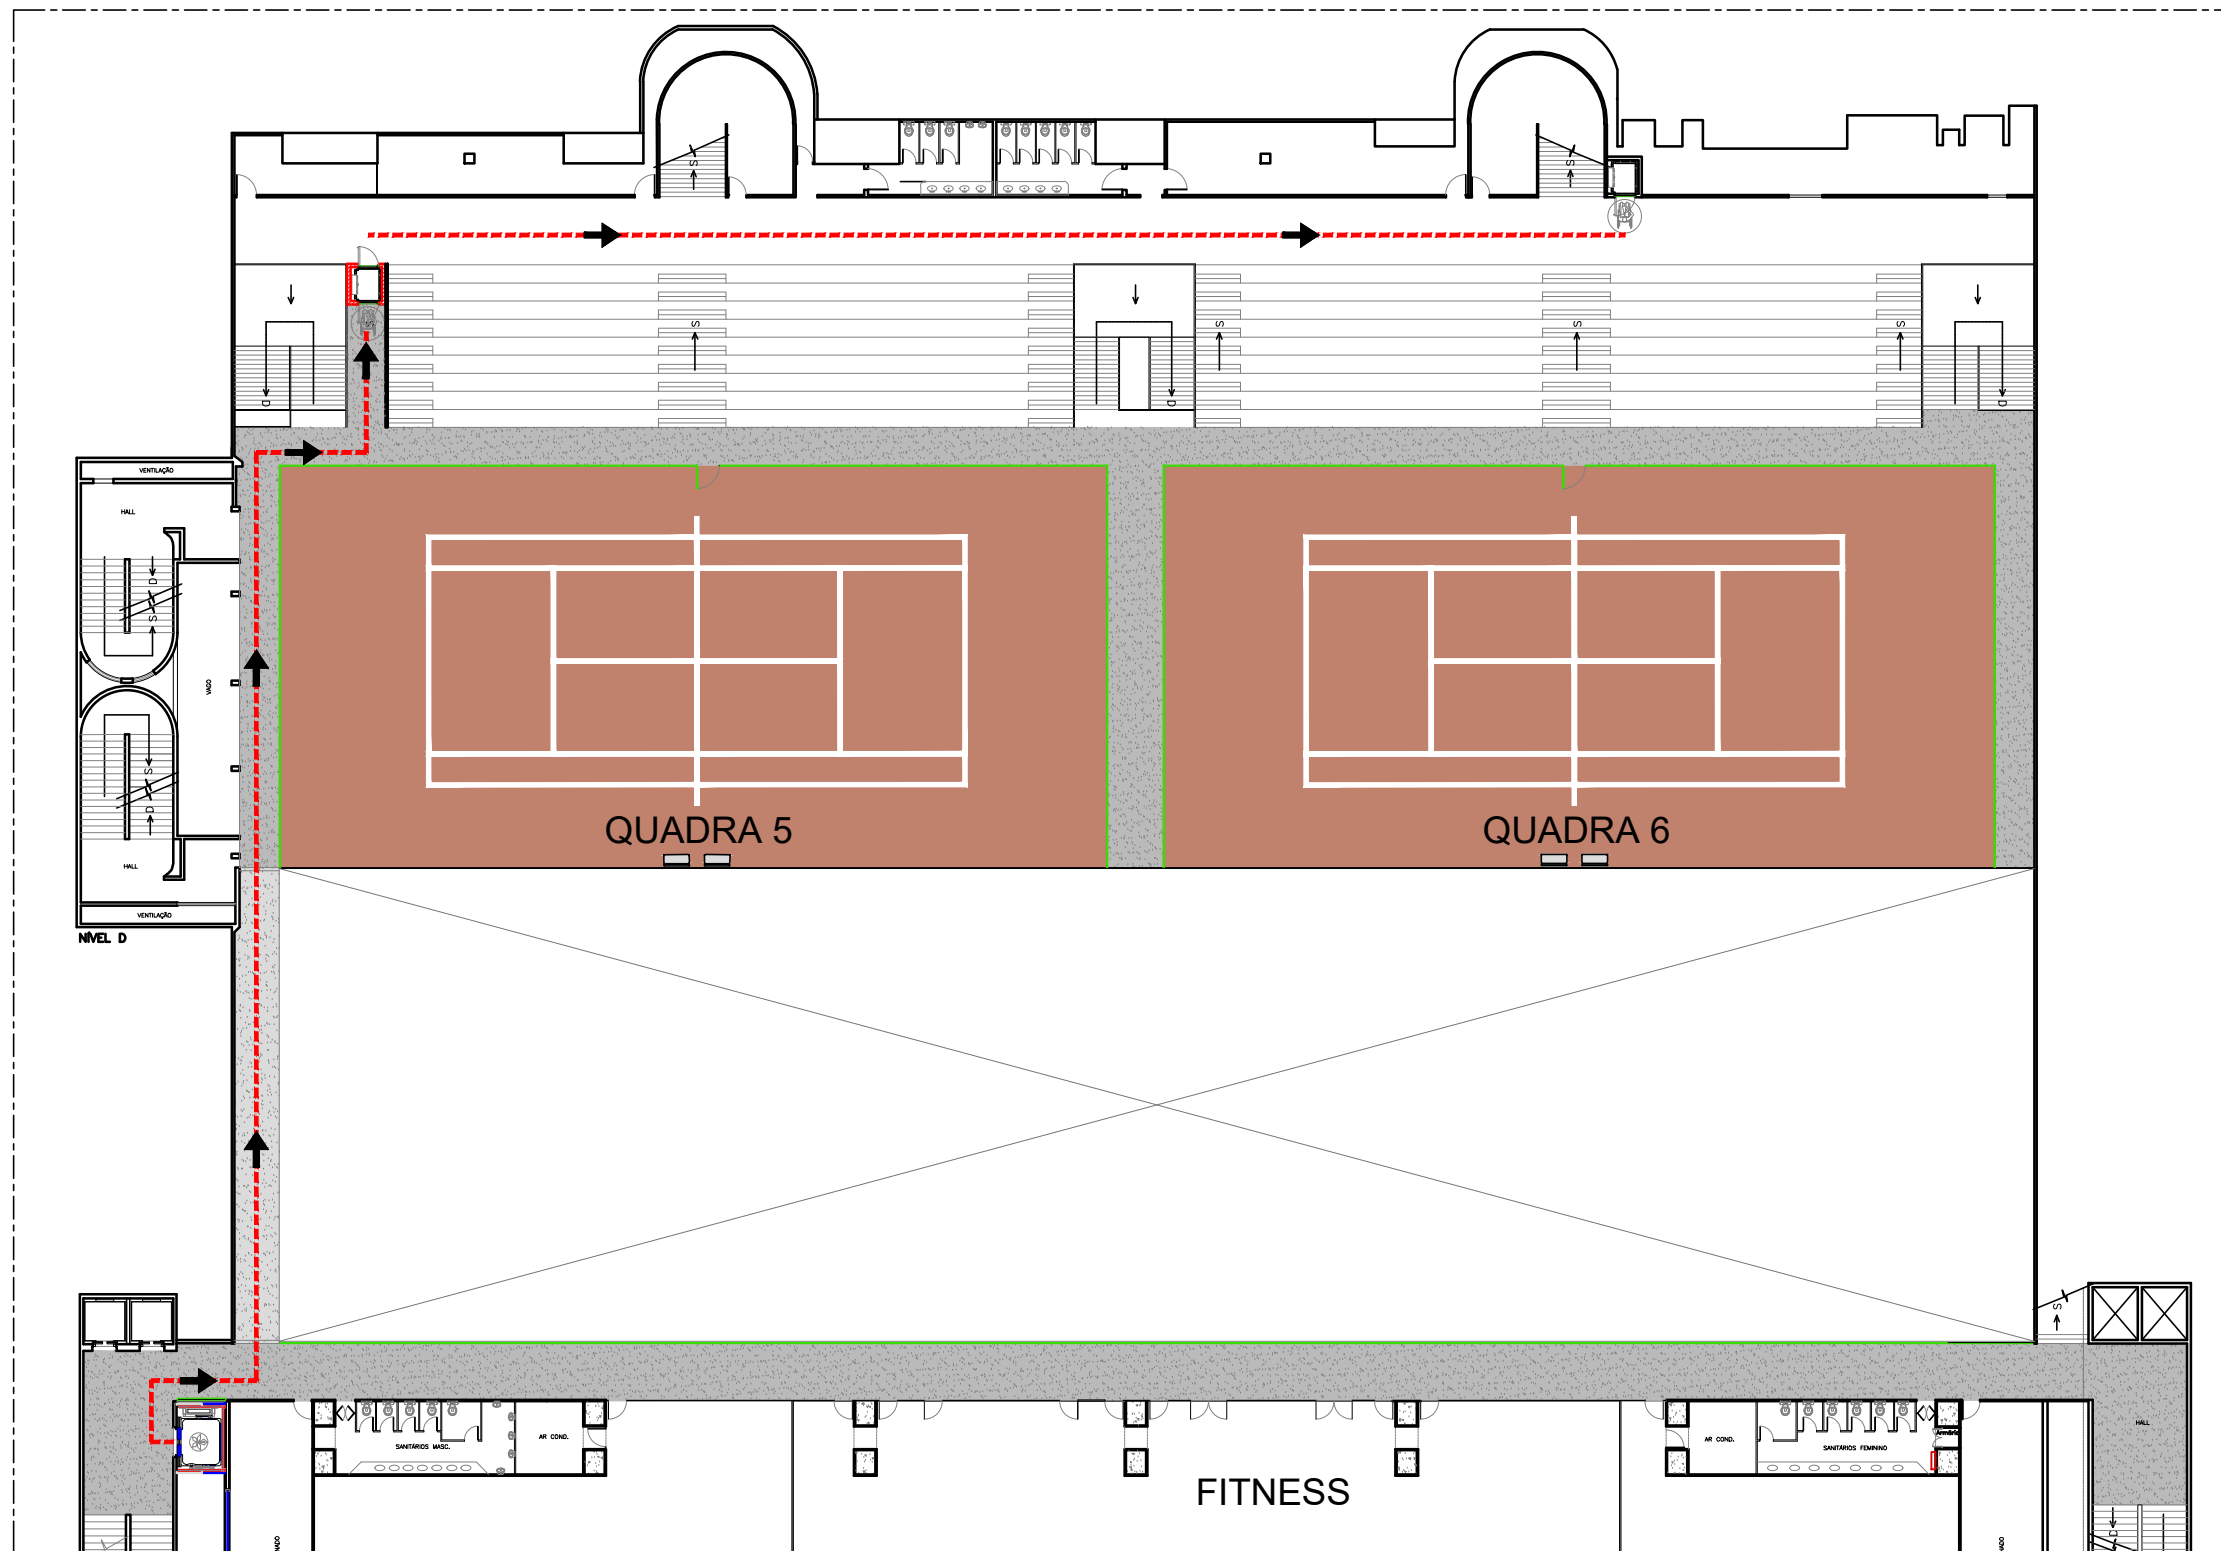 S
S
S
S
S
S
S
D
D
D
VENTILAÇÃO
HALL
D
S
VAGO
S
D
QUADRA 5
QUADRA 6
HALL
VENTILAÇÃO
NÍVEL D
S
SANITÁRIOS MASC.
AR COND.
FITNESS
AR COND.
SANITÁRIOS FEMININO
Armário
HALL
D